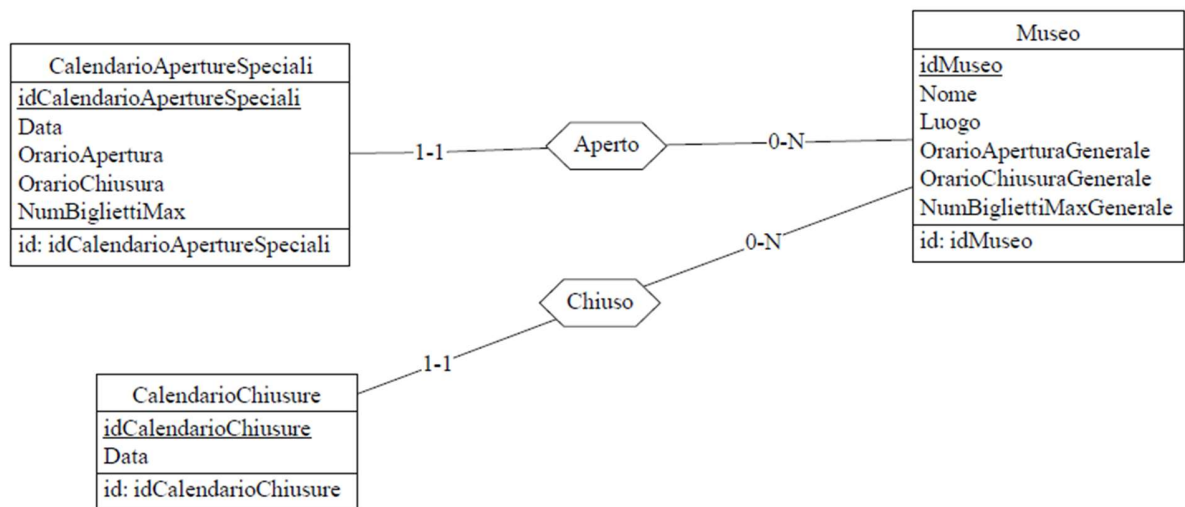 CalendarioApertureSpeciali
idCalendarioApertureSpeciali
Data
OrarioApertura
OrarioChiusura
NumBigliettiMax
id: idCalendarioApertureSpeciali
1-1
Aperto
0-N
Museo
idMuseo
Nome
Luogo
OrarioAperturaGenerale
OrarioChiusuraGenerale
NumBigliettiMaxGenerale
id: idMuseo
0-N
Chiuso
1-1
CalendarioChiusure
idCalendarioChiusure
Data
id: idCalendarioChiusure